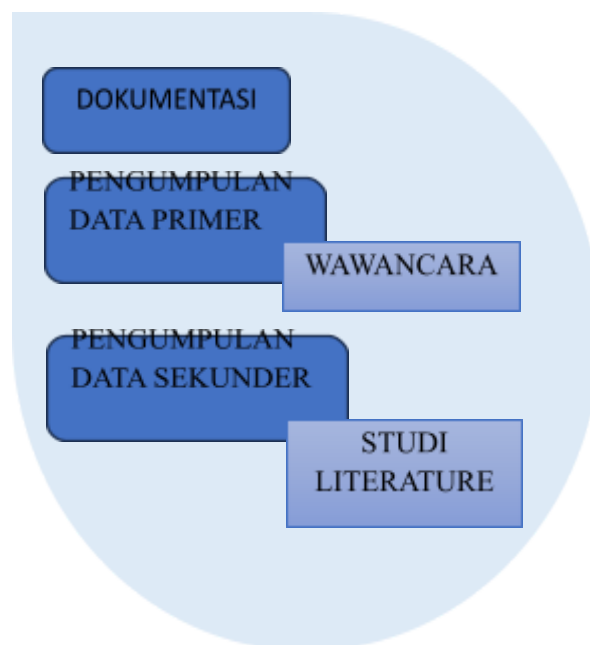 DOKUMENTASI
PENGUMPULAN
DATA PRIMER
WAWANCARA
PENGUMPULAN
DATA SEKUNDER
STUDI
LITERATURE